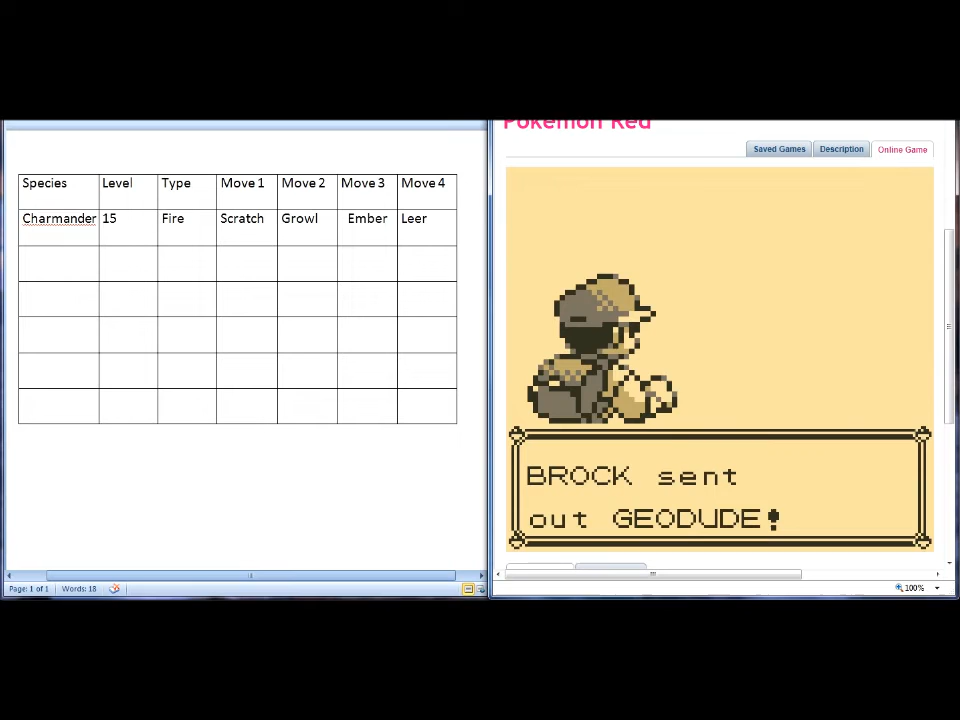 Pokemon Red
Saved Games Description Online Game
Species Level Type Move 1 Move 2 Move 3 Move 4
Charmander 15 Fire Scratch Growl Ember Leer
BROCK sent
out GEODUDE!
Page: 1 of 1 Words: 18
100%